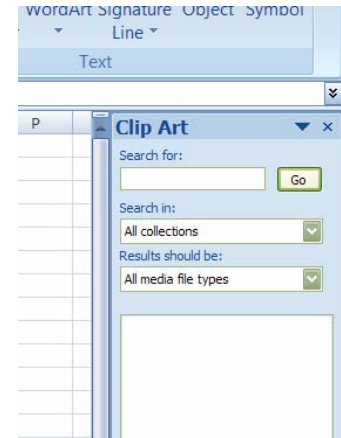 WordArt Signature Object Symbol
Line
Text
P
Clip Art
Search for:
Go
Search in:
All collections
Results should be:
All media file types